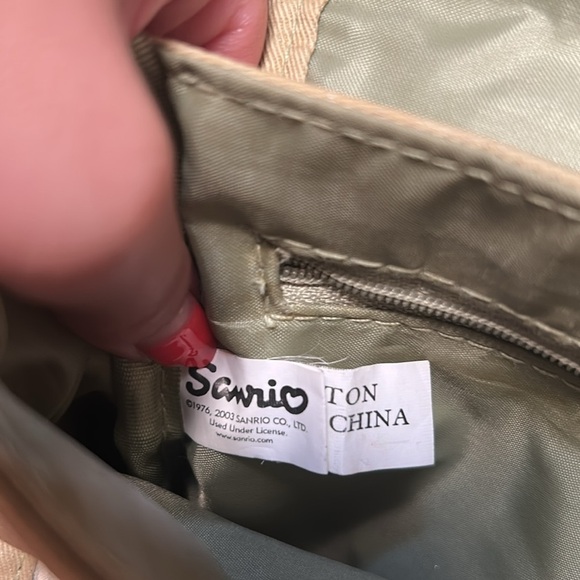 Sanrio
©1976, 2003 SANRIO CO., LTD.
Used Under License.
www.sanrio.com
TON
CHINA